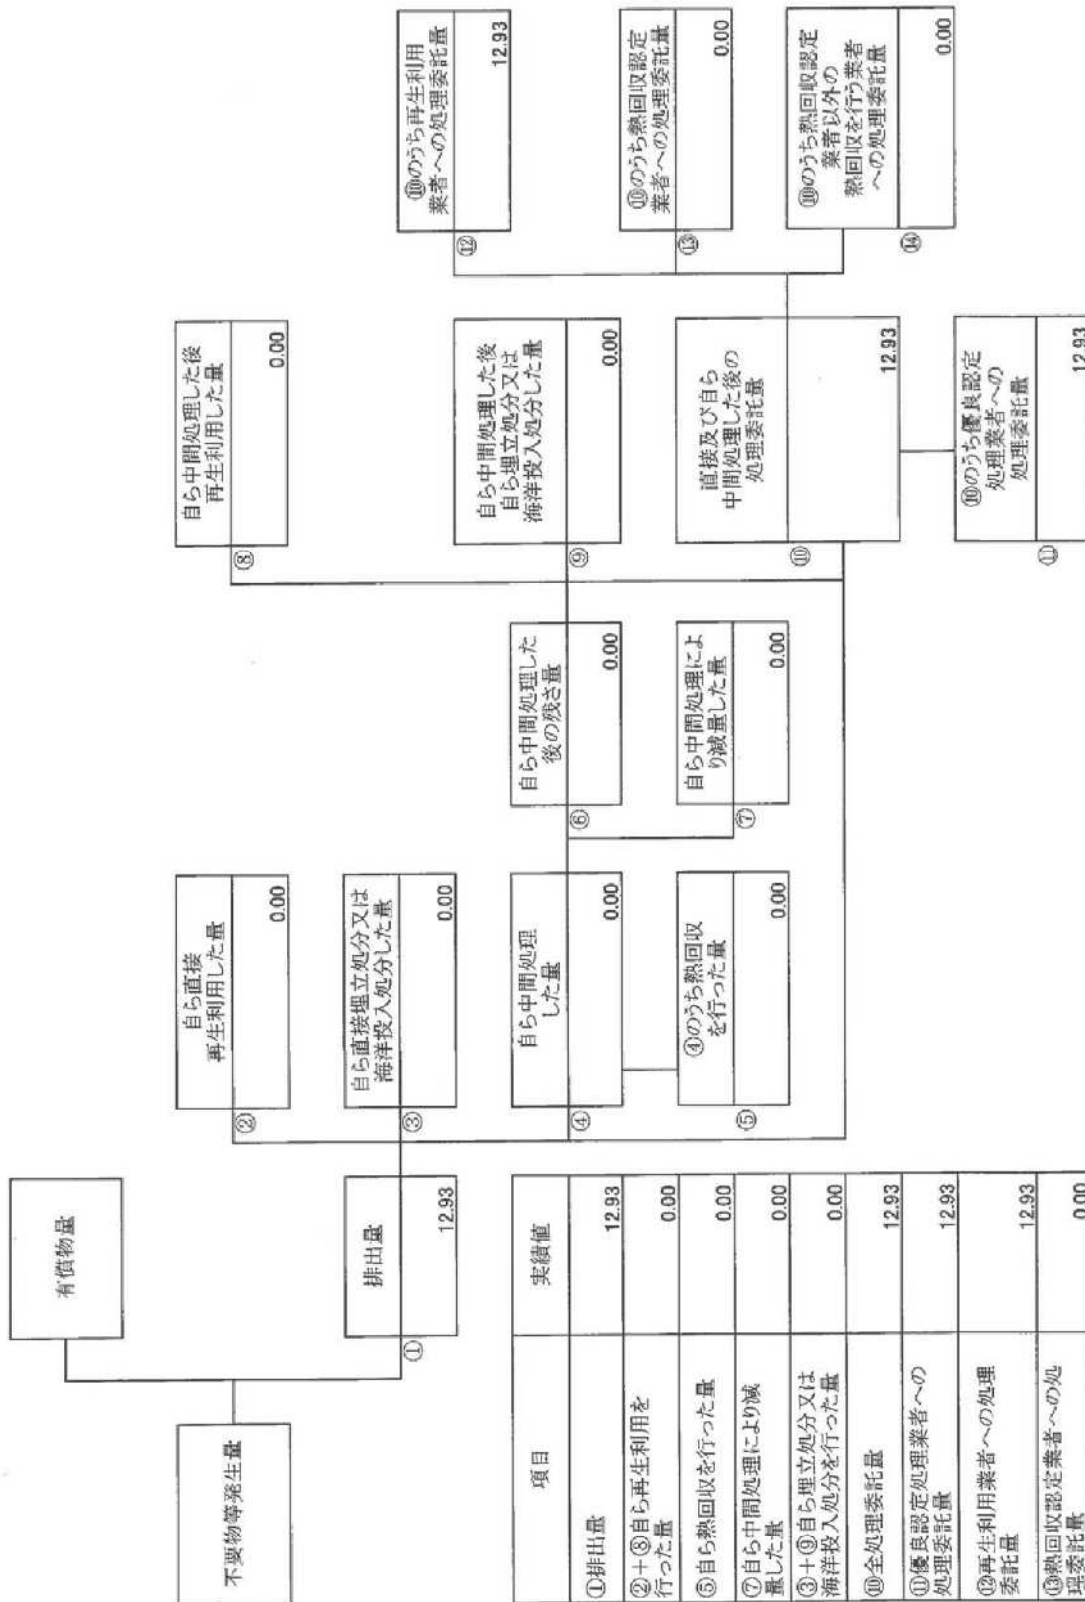 有償物量
不要物等発生量
排出量
①
12.93
自ら直接
再生利用した量
②
0.00
自ら直接埋立処分又は
海洋投入処分した量
③
0.00
自ら中間処理
した量
④
0.00
④のうち熱回収
を行った量
⑤
0.00
自ら中間処理した
後の残さ量
⑥
0.00
自ら中間処理によ
り減量した量
⑦
0.00
自ら中間処理した後
再生利用した量
⑧
0.00
自ら中間処理した後
自ら埋立処分又は
海洋投入処分した量
⑨
0.00
直接及び自ら
中間処理した後の
処理委託量
⑩
12.93
⑩のうち優良認定
処理業者への
処理委託量
⑪
12.93
⑩のうち再生利用
業者への処理委託量
⑫
12.93
⑩のうち熱回収認定
業者への処理委託量
⑬
0.00
⑩のうち熱回収認定
業者以外の
熱回収を行う業者
への処理委託量
⑭
0.00
項目 実績値
①排出量 12.93
②+⑧自ら再生利用を
行った量 0.00
⑤自ら熱回収を行った量 0.00
⑦自ら中間処理により減
量した量 0.00
③+⑨自ら埋立処分又は
海洋投入処分を行った量 0.00
⑩全処理委託量 12.93
⑪優良認定処理業者への
処理委託量 12.93
⑫再生利用業者への処理
委託量 12.93
⑬熱回収認定業者への処
理委託量 0.00